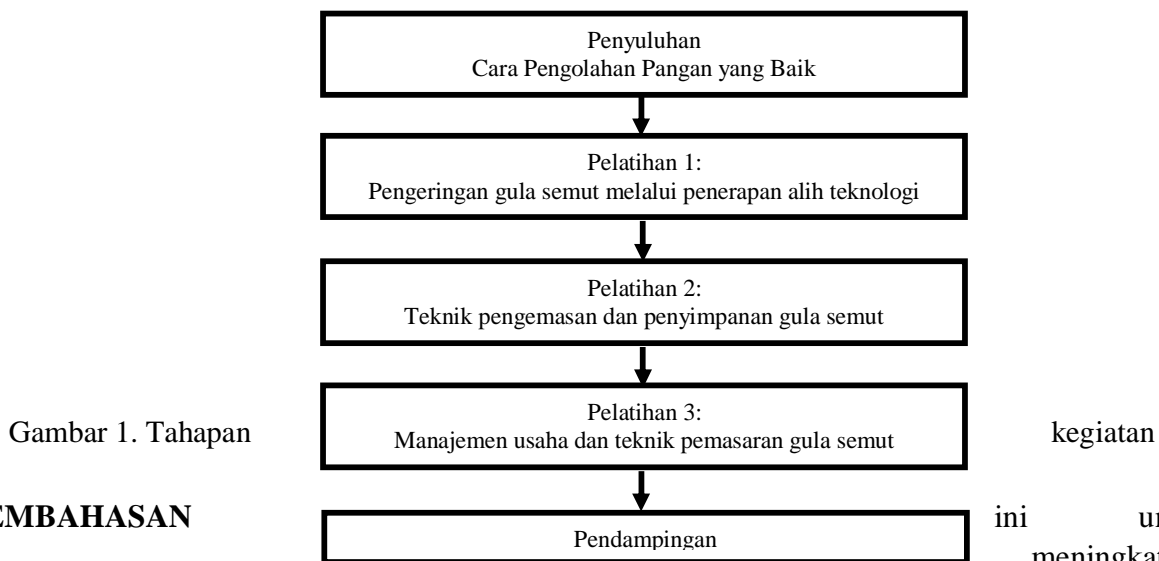 Penyuluhan
Cara Pengolahan Pangan yang Baik
Pelatihan 1:
Pengeringan gula semut melalui penerapan alih teknologi
Pelatihan 2:
Teknik pengemasan dan penyimpanan gula semut
Pelatihan 3:
Manajemen usaha dan teknik pemasaran gula semut
Gambar 1. Tahapan kegiatan
EMBAHASAN ini
Pendampingan